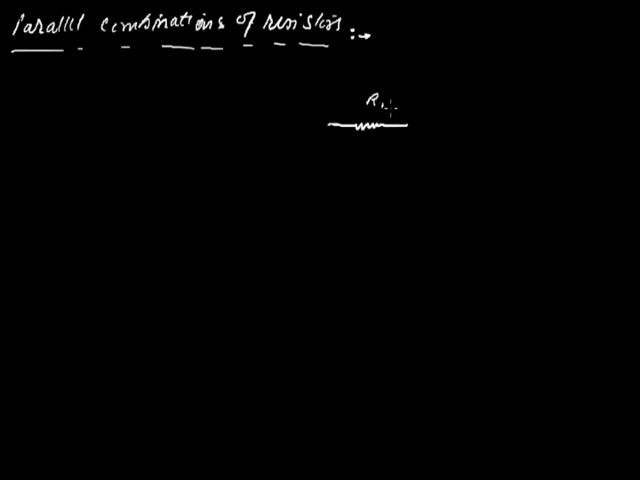 Parallel combinations of resistors :→
R₁